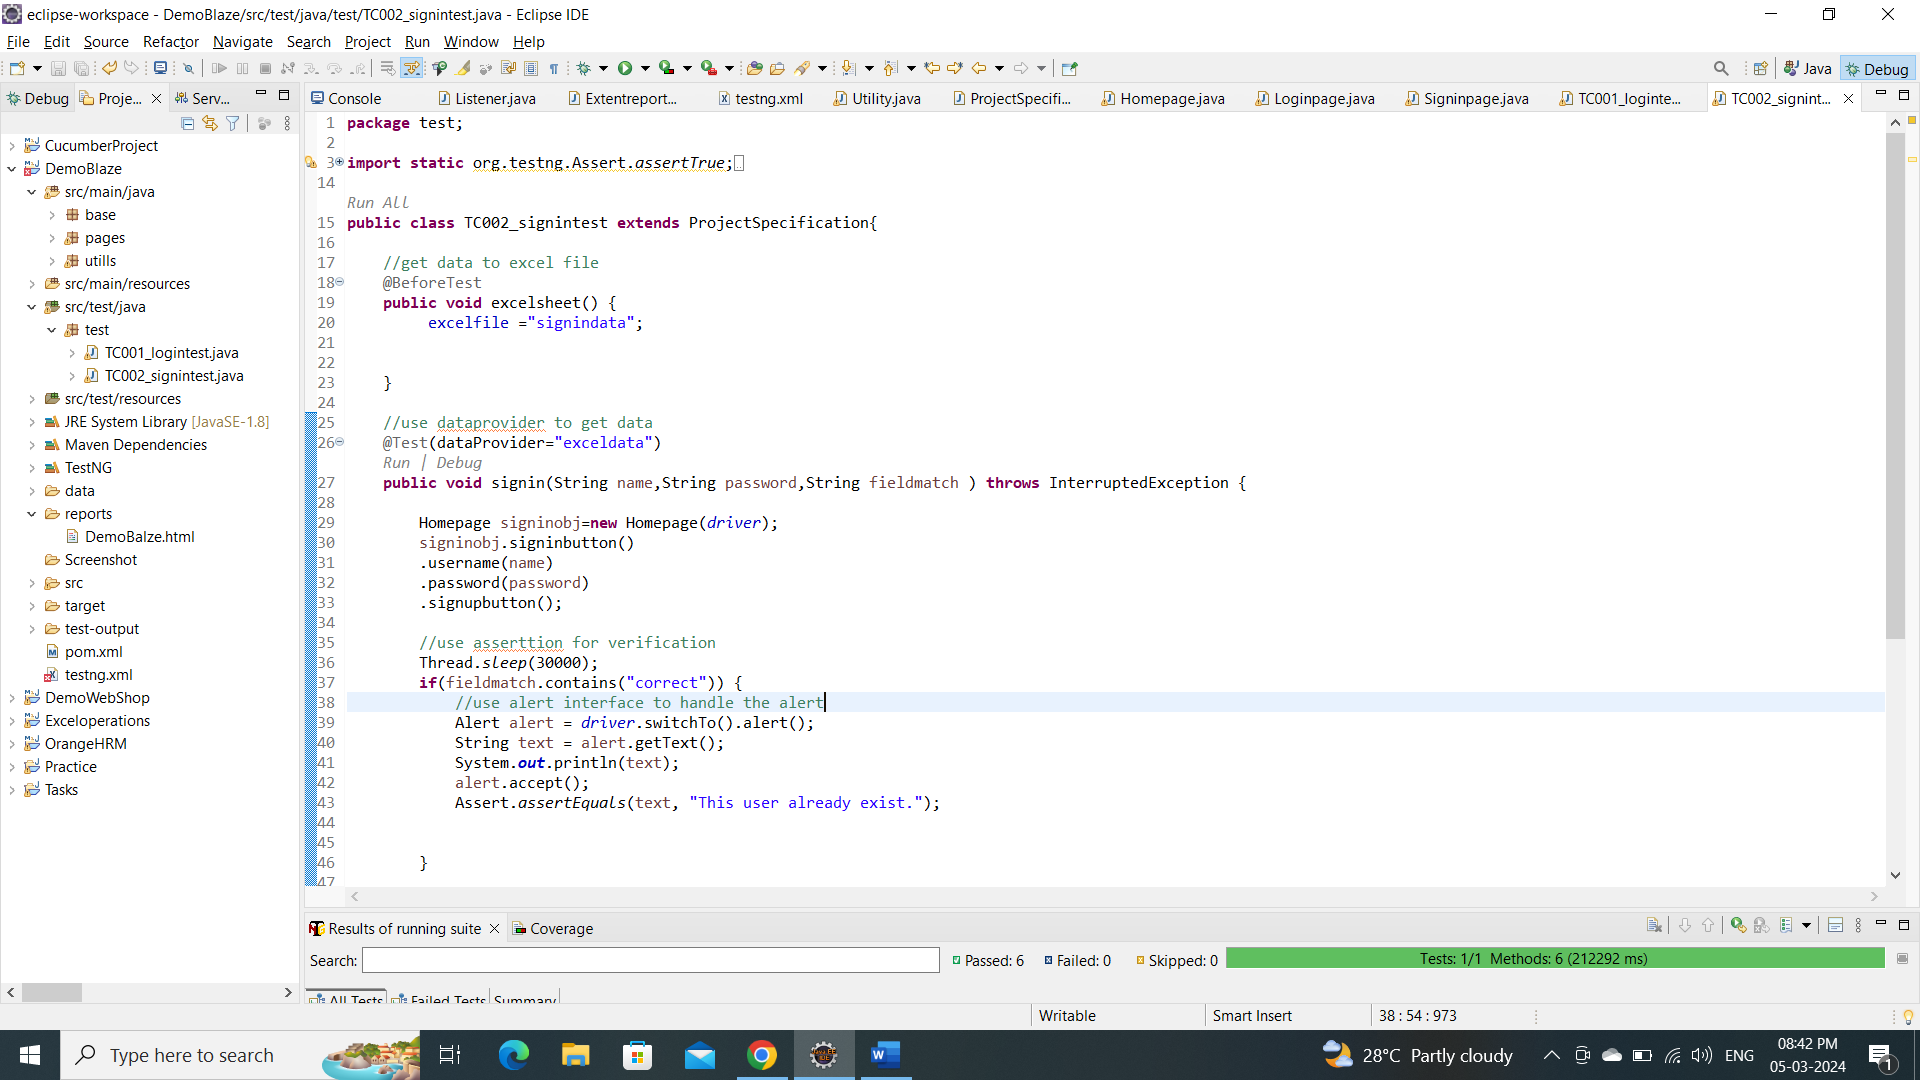 eclipse-workspace - DemoBlaze/src/test/java/test/TC002_signintest.java - Eclipse IDE
File Edit Source Refactor Navigate Search Project Run Window Help
Java Debug
Debug Proje... Serv...
Console Listener.java Extentreport... testng.xml Utility.java ProjectSpecifi... Homepage.java Loginpage.java Signinpage.java TC001_loginte... TC002_signint...
CucumberProject
DemoBlaze
src/main/java
base
pages
utills
src/main/resources
src/test/java
test
TC001_logintest.java
TC002_signintest.java
src/test/resources
JRE System Library [JavaSE-1.8]
Maven Dependencies
TestNG
data
reports
DemoBalze.html
Screenshot
src
target
test-output
pom.xml
testng.xml
DemoWebShop
Exceloperations
OrangeHRM
Practice
Tasks
1 package test;
2
3 import static org.testng.Assert.assertTrue;
14
Run All
15 public class TC002_signintest extends ProjectSpecification{
16
17 //get data to excel file
18 @BeforeTest
19 public void excelsheet() {
20 excelfile ="signindata";
21
22
23 }
24
25 //use dataprovider to get data
26 @Test(dataProvider="exceldata")
Run | Debug
27 public void signin(String name,String password,String fieldmatch ) throws InterruptedException {
28
29 Homepage signinobj=new Homepage(driver);
30 signinobj.signinbutton()
31 .username(name)
32 .password(password)
33 .signupbutton();
34
35 //use asserttion for verification
36 Thread.sleep(30000);
37 if(fieldmatch.contains("correct")) {
38 //use alert interface to handle the alert
39 Alert alert = driver.switchTo().alert();
40 String text = alert.getText();
41 System.out.println(text);
42 alert.accept();
43 Assert.assertEquals(text, "This user already exist.");
44
45
46 }
47
Results of running suite Coverage
Search: Passed: 6 Failed: 0 Skipped: 0 Tests: 1/1 Methods: 6 (212292 ms)
All Tests Failed Tests Summary
Writable Smart Insert 38 : 54 : 973
Type here to search 28°C Partly cloudy ENG 08:42 PM
05-03-2024 1